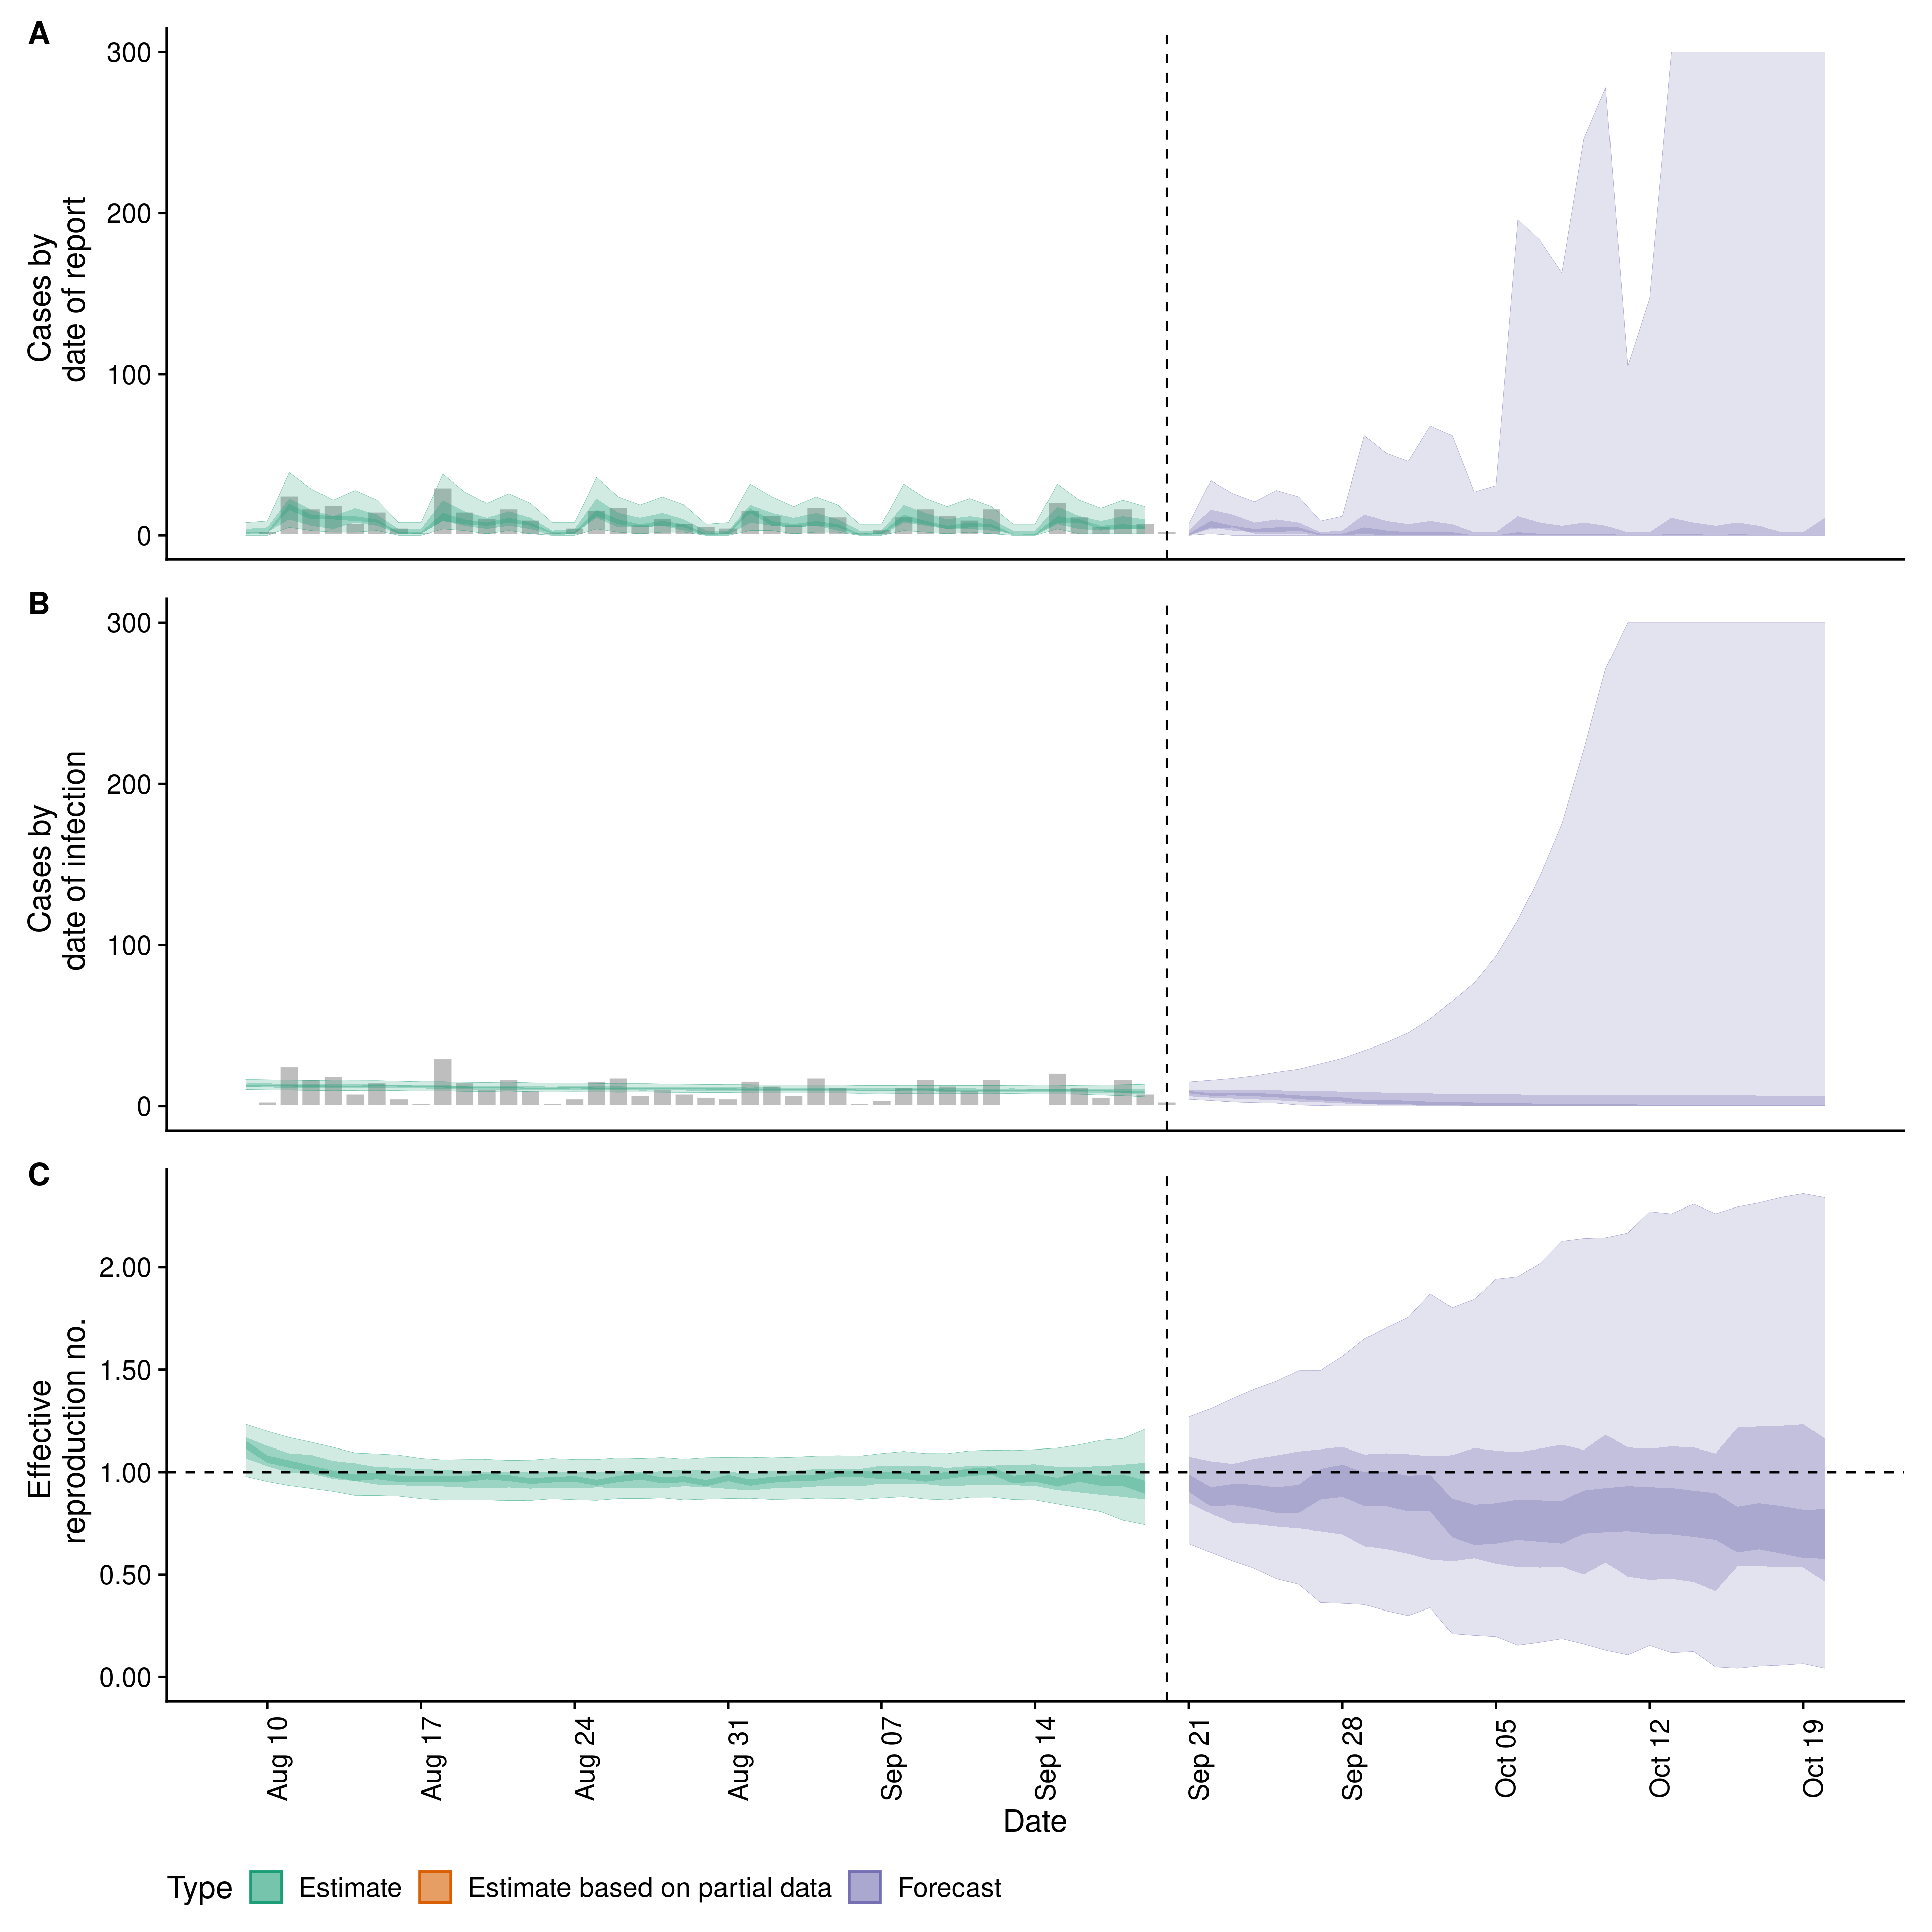 A
300
200
100
0
Cases by
date of report
B
300
200
100
0
Cases by
date of infection
C
2.00
1.50
1.00
0.50
0.00
Effective
reproduction no.
Aug 10
Aug 17
Aug 24
Aug 31
Sep 07
Sep 14
Sep 21
Sep 28
Oct 05
Oct 12
Oct 19
Date
Type Estimate Estimate based on partial data Forecast